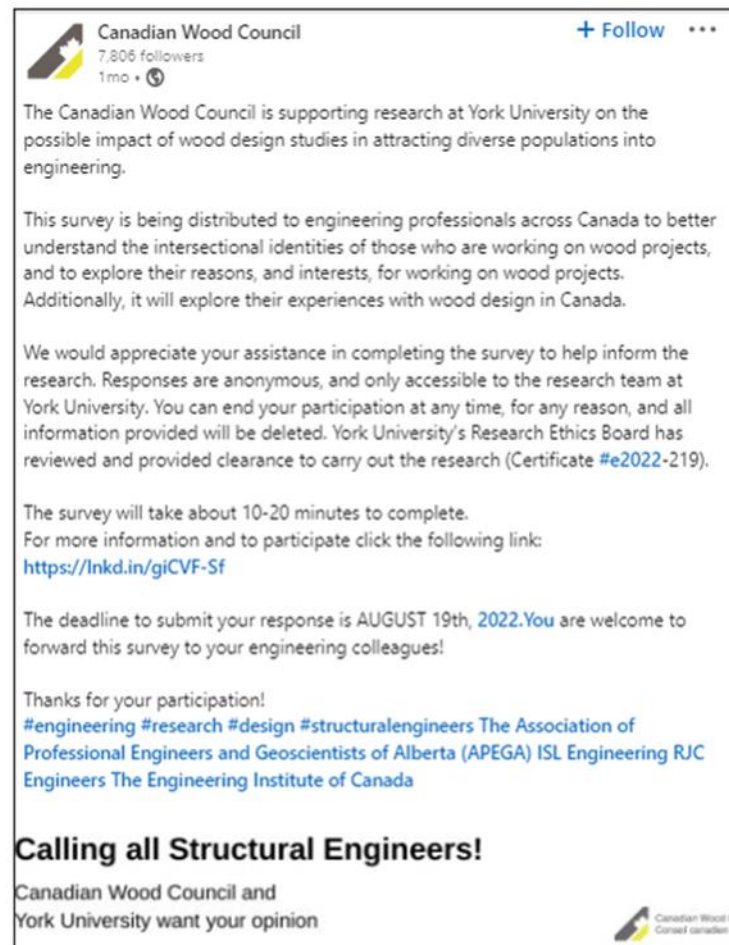 Canadian Wood Council
+ Follow ...
7,806 followers
1mo •
The Canadian Wood Council is supporting research at York University on the
possible impact of wood design studies in attracting diverse populations into
engineering.
This survey is being distributed to engineering professionals across Canada to better
understand the intersectional identities of those who are working on wood projects,
and to explore their reasons, and interests, for working on wood projects.
Additionally, it will explore their experiences with wood design in Canada.
We would appreciate your assistance in completing the survey to help inform the
research. Responses are anonymous, and only accessible to the research team at
York University. You can end your participation at any time, for any reason, and all
information provided will be deleted. York University's Research Ethics Board has
reviewed and provided clearance to carry out the research (Certificate #e2022-219).
The survey will take about 10-20 minutes to complete.
For more information and to participate click the following link:
https://lnkd.in/giCVF-Sf
The deadline to submit your response is AUGUST 19th, 2022.You are welcome to
forward this survey to your engineering colleagues!
Thanks for your participation!
#engineering #research #design #structuralengineers The Association of
Professional Engineers and Geoscientists of Alberta (APEGA) ISL Engineering RJC
Engineers The Engineering Institute of Canada
Calling all Structural Engineers!
Canadian Wood Council and
York University want your opinion
Canadian Wood
Conseil canadien